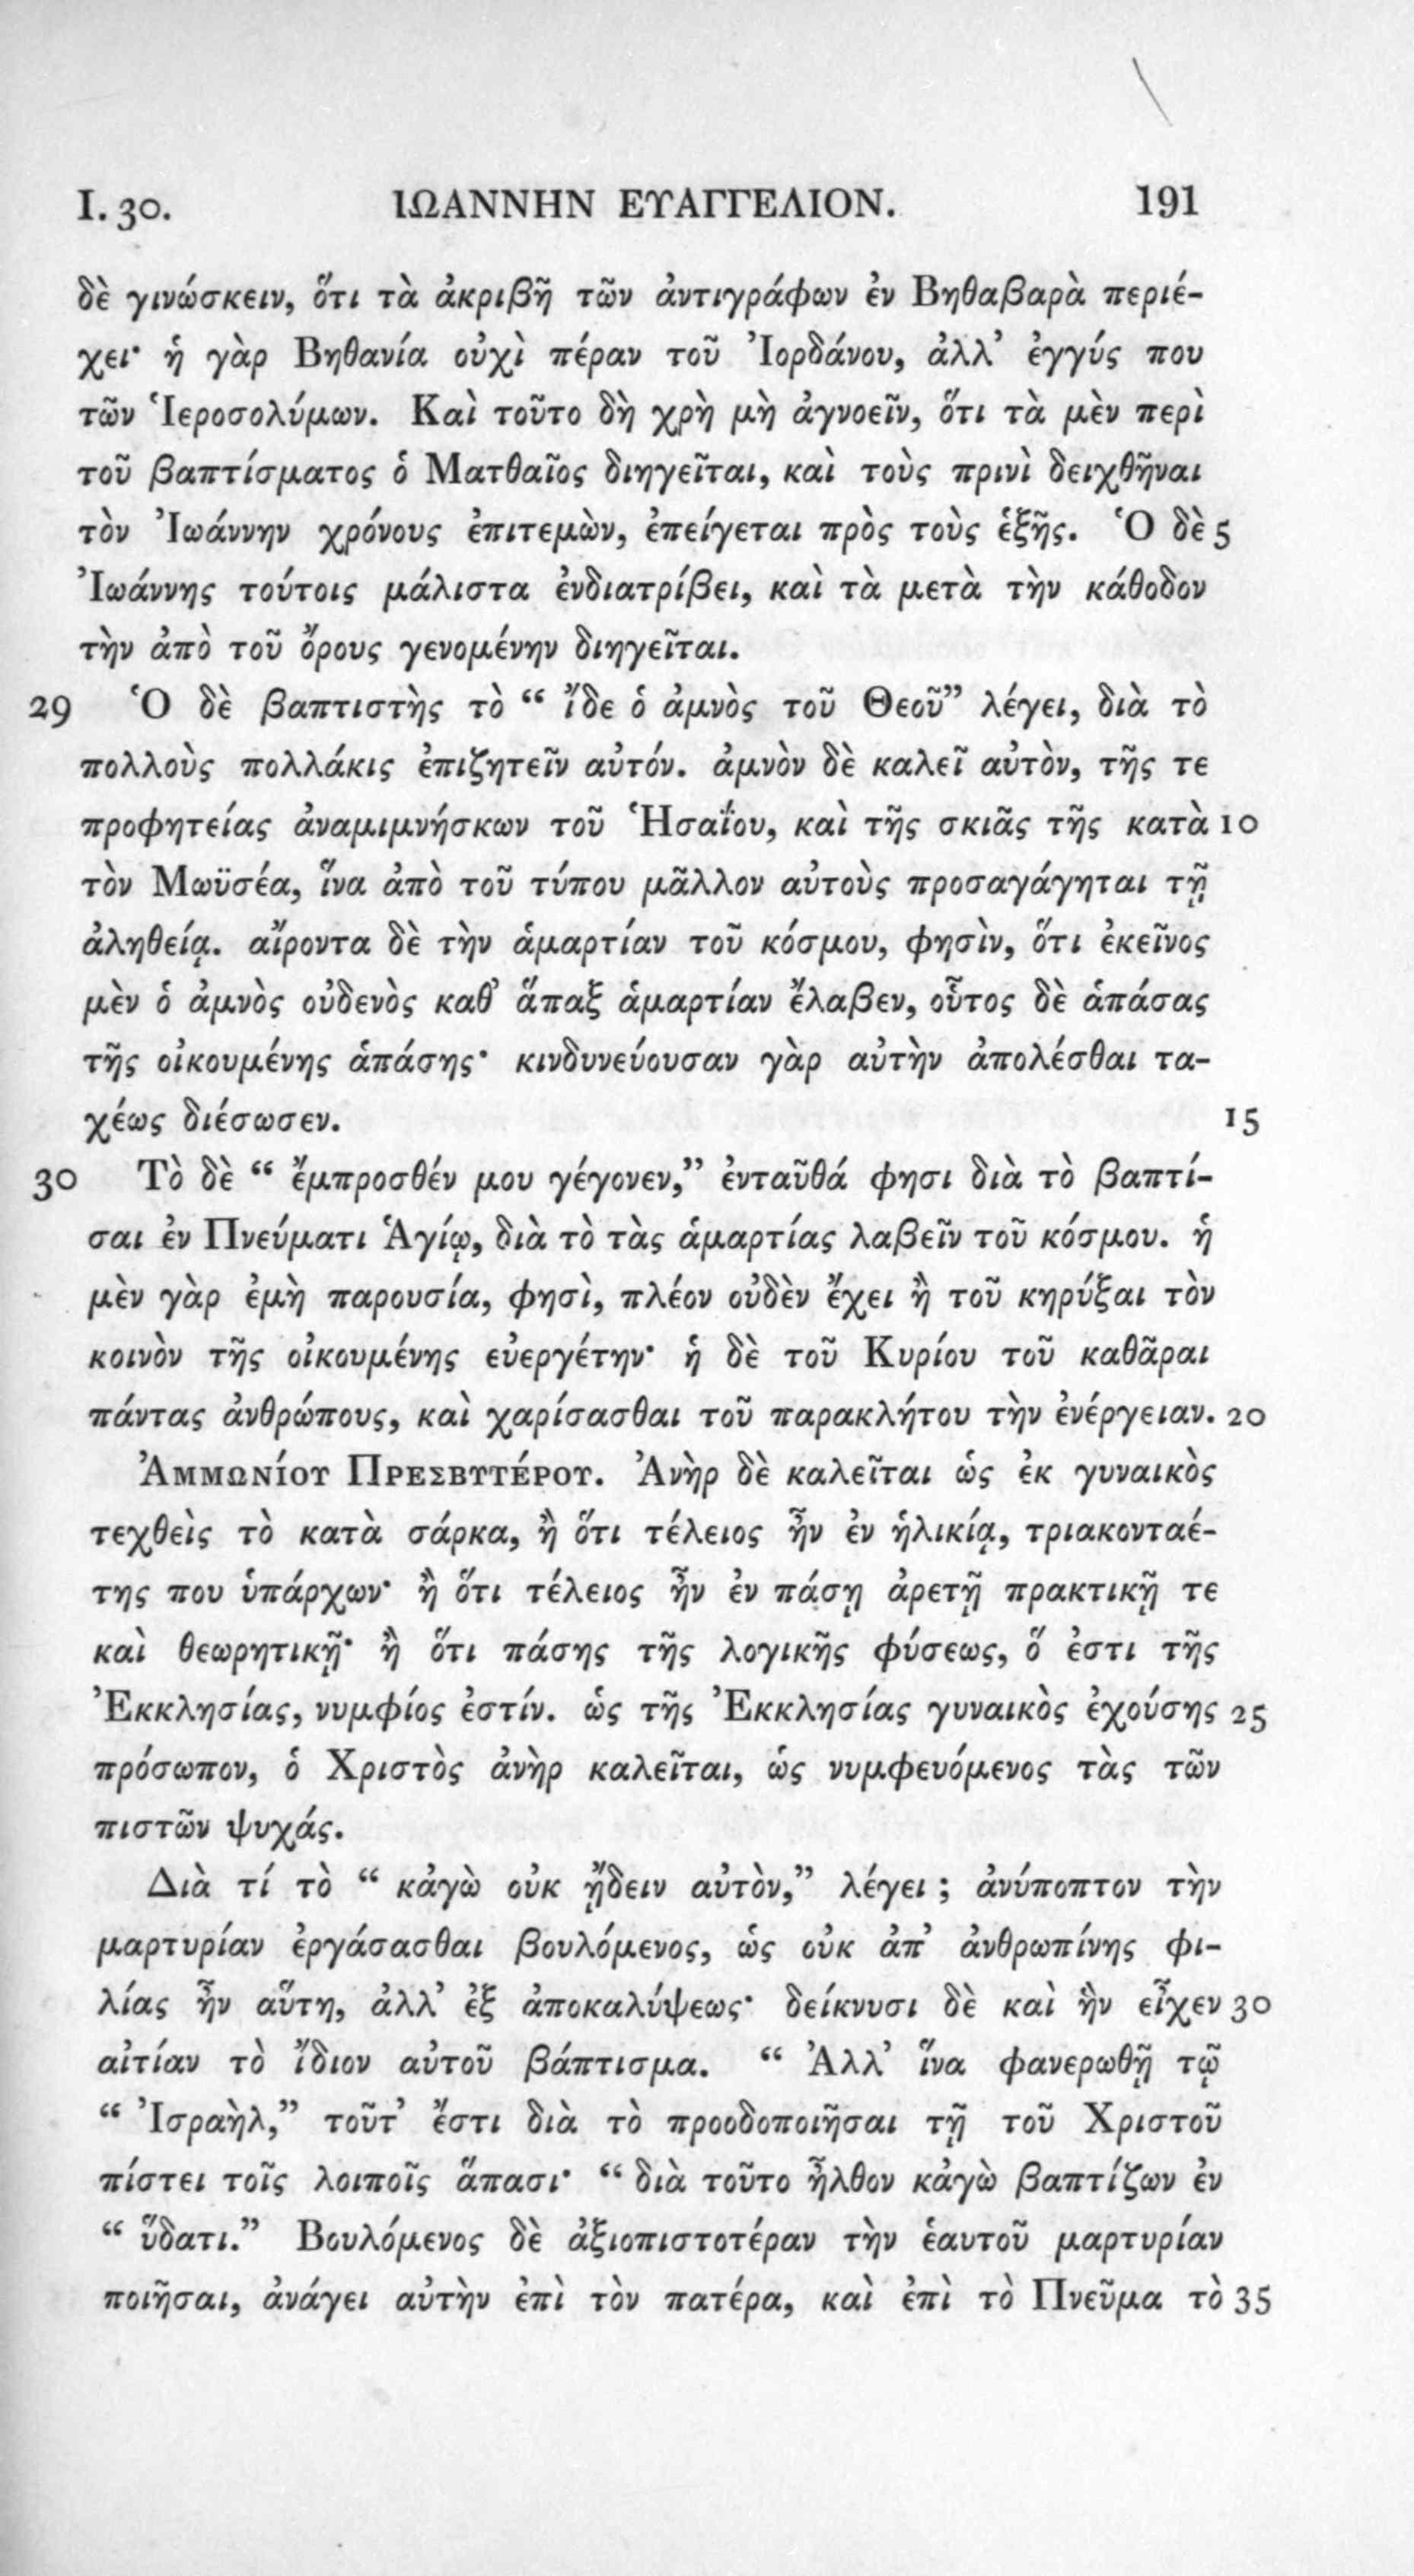 I. 30. ΙΩΑΝΝΗΝ ΕΥΑΓΓΕΛΙΟΝ. 191
δὲ γινώσκειν, ὅτι τὰ ἀκριβῆ τῶν ἀντιγράφων ἐν Βηθαβαρὰ περιέ-
χει· ἡ γὰρ Βηθανία οὐχὶ πέραν τοῦ Ἰορδάνου, ἀλλ’ ἐγγύς που
τῶν Ἱεροσολύμων. Καὶ τοῦτο δὴ χρὴ μὴ ἀγνοεῖν, ὅτι τὰ μὲν περὶ
τοῦ βαπτίσματος ὁ Ματθαῖος διηγεῖται, καὶ τοὺς πρινὶ δειχθῆναι
τὸν Ἰωάννην χρόνους ἐπιτεμὼν, ἐπείγεται πρὸς τοὺς ἑξῆς. Ὁ δὲ 5
Ἰωάννης τούτοις μάλιστα ἐνδιατρίβει, καὶ τὰ μετὰ τὴν κάθοδον
τὴν ἀπὸ τοῦ ὄρους γενομένην διηγεῖται.
29 Ὁ δὲ βαπτιστὴς τὸ “ ἴδε ὁ ἀμνὸς τοῦ Θεοῦ” λέγει, διὰ τὸ
πολλοὺς πολλάκις ἐπιζητεῖν αὐτόν. ἀμνὸν δὲ καλεῖ αὐτὸν, τῆς τε
προφητείας ἀναμιμνήσκων τοῦ Ἡσαΐου, καὶ τῆς σκιᾶς τῆς κατὰ 10
τὸν Μωϋσέα, ἵνα ἀπὸ τοῦ τύπου μᾶλλον αὐτοὺς προσαγάγηται τῇ
ἀληθείᾳ. αἴροντα δὲ τὴν ἁμαρτίαν τοῦ κόσμου, φησὶν, ὅτι ἐκεῖνος
μὲν ὁ ἀμνὸς οὐδενὸς καθ’ ἅπαξ ἁμαρτίαν ἔλαβεν, οὗτος δὲ ἁπάσας
τῆς οἰκουμένης ἁπάσης· κινδυνεύουσαν γὰρ αὐτὴν ἀπολέσθαι τα-
χέως διέσωσεν. 15
30 Τὸ δὲ “ ἔμπροσθέν μου γέγονεν,” ἐνταῦθά φησι διὰ τὸ βαπτί-
σαι ἐν Πνεύματι Ἁγίῳ, διὰ τὸ τὰς ἁμαρτίας λαβεῖν τοῦ κόσμου. ἡ
μὲν γὰρ ἐμὴ παρουσία, φησὶ, πλέον οὐδὲν ἔχει ἢ τοῦ κηρύξαι τὸν
κοινὸν τῆς οἰκουμένης εὐεργέτην· ἡ δὲ τοῦ Κυρίου τοῦ καθᾶραι
πάντας ἀνθρώπους, καὶ χαρίσασθαι τοῦ παρακλήτου τὴν ἐνέργειαν. 20
Ἀμμωνίου Πρεσβυτέρου. Ἀνὴρ δὲ καλεῖται ὡς ἐκ γυναικὸς
τεχθεὶς τὸ κατὰ σάρκα, ἢ ὅτι τέλειος ἦν ἐν ἡλικίᾳ, τριακονταέ-
της που ὑπάρχων· ἢ ὅτι τέλειος ἦν ἐν πάσῃ ἀρετῇ πρακτικῇ τε
καὶ θεωρητικῇ· ἢ ὅτι πάσης τῆς λογικῆς φύσεως, ὅ ἐστι τῆς
Ἐκκλησίας, νυμφίος ἐστίν. ὡς τῆς Ἐκκλησίας γυναικὸς ἐχούσης 25
πρόσωπον, ὁ Χριστὸς ἀνὴρ καλεῖται, ὡς νυμφευόμενος τὰς τῶν
πιστῶν ψυχάς.
Διὰ τί τὸ “ κἀγὼ οὐκ ᾔδειν αὐτὸν,” λέγει ; ἀνύποπτον τὴν
μαρτυρίαν ἐργάσασθαι βουλόμενος, ὡς οὐκ ἀπ’ ἀνθρωπίνης φι-
λίας ἦν αὕτη, ἀλλ’ ἐξ ἀποκαλύψεως· δείκνυσι δὲ καὶ ἣν εἶχεν 30
αἰτίαν τὸ ἴδιον αὐτοῦ βάπτισμα. “ Ἀλλ’ ἵνα φανερωθῇ τῷ
“ Ἰσραὴλ,” τοῦτ’ ἔστι διὰ τὸ προοδοποιῆσαι τῇ τοῦ Χριστοῦ
πίστει τοῖς λοιποῖς ἅπασι· “ διὰ τοῦτο ἦλθον κἀγὼ βαπτίζων ἐν
“ ὕδατι.” Βουλόμενος δὲ ἀξιοπιστοτέραν τὴν ἑαυτοῦ μαρτυρίαν
ποιῆσαι, ἀνάγει αὐτὴν ἐπὶ τὸν πατέρα, καὶ ἐπὶ τὸ Πνεῦμα τὸ 35